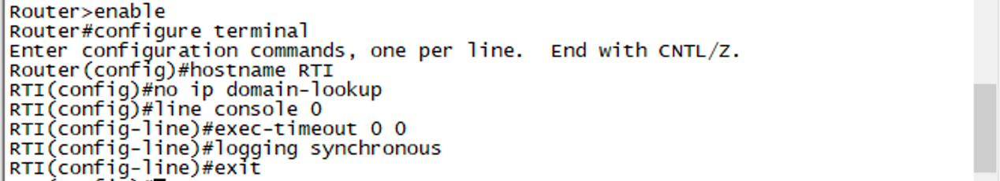 Router>enable
Router#configure terminal
Enter configuration commands, one per line.  End with CNTL/Z.
Router(config)#hostname RTI
RTI(config)#no ip domain-lookup
RTI(config)#line console 0
RTI(config-line)#exec-timeout 0 0
RTI(config-line)#logging synchronous
RTI(config-line)#exit